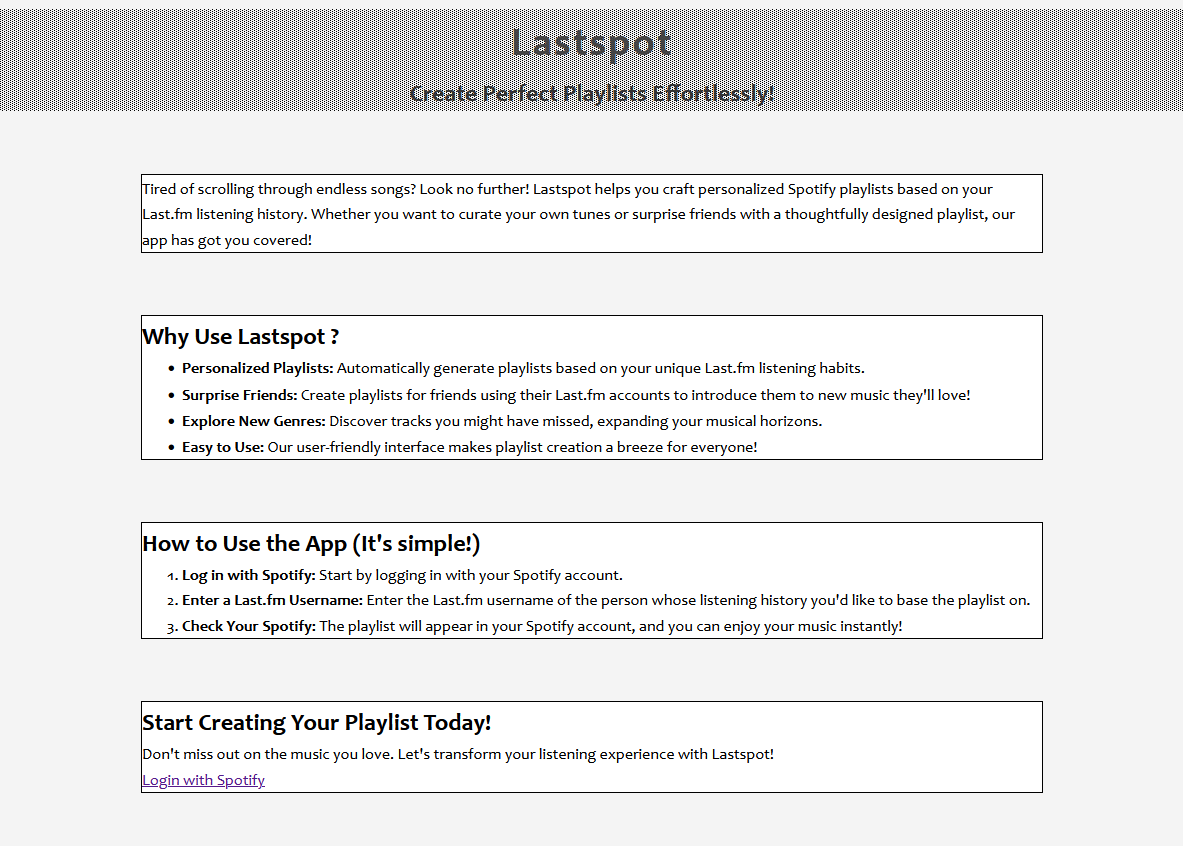 Lastspot
Create Perfect Playlists Effortlessly!
Tired of scrolling through endless songs? Look no further! Lastspot helps you craft personalized Spotify playlists based on your
Last.fm listening history. Whether you want to curate your own tunes or surprise friends with a thoughtfully designed playlist, our
app has got you covered!
Why Use Lastspot ?
• Personalized Playlists: Automatically generate playlists based on your unique Last.fm listening habits.
• Surprise Friends: Create playlists for friends using their Last.fm accounts to introduce them to new music they'll love!
• Explore New Genres: Discover tracks you might have missed, expanding your musical horizons.
• Easy to Use: Our user-friendly interface makes playlist creation a breeze for everyone!
How to Use the App (It's simple!)
1. Log in with Spotify: Start by logging in with your Spotify account.
2. Enter a Last.fm Username: Enter the Last.fm username of the person whose listening history you'd like to base the playlist on.
3. Check Your Spotify: The playlist will appear in your Spotify account, and you can enjoy your music instantly!
Start Creating Your Playlist Today!
Don't miss out on the music you love. Let's transform your listening experience with Lastspot!
Login with Spotify